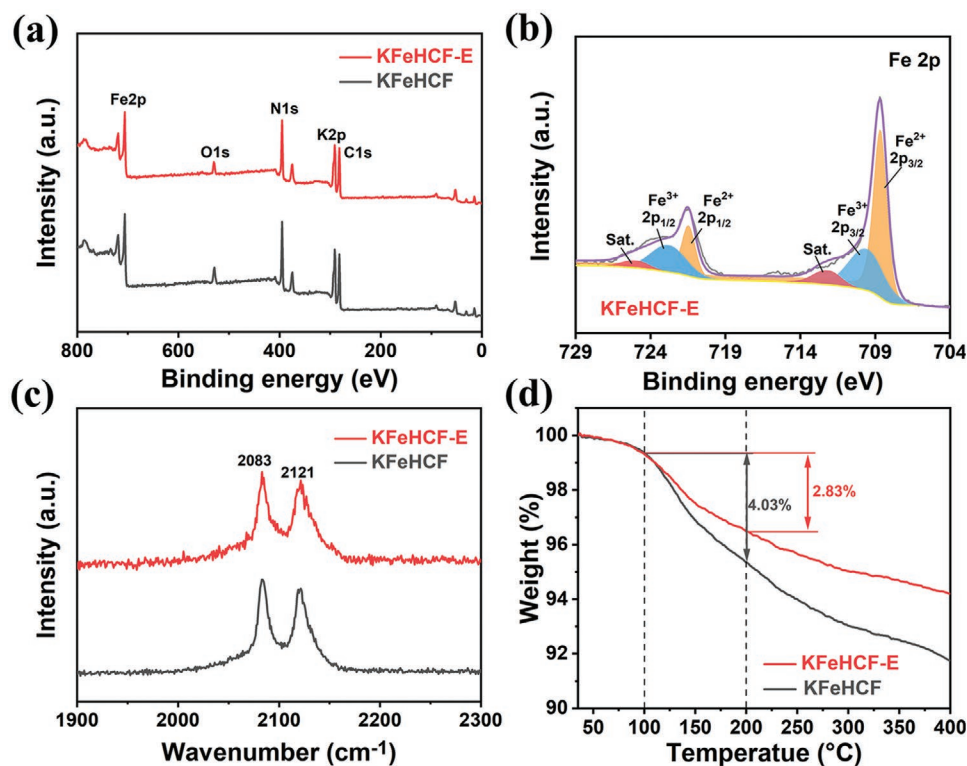 (a)
KFeHCF-E
KFeHCF
Fe2p
O1s
N1s
K2p
C1s
Intensity (a.u.)
800 600 400 200 0
Binding energy (eV)
(b)
Fe 2p
Fe2+
2p3/2
Fe3+
2p3/2
Sat.
Fe3+
2p1/2
Fe2+
2p1/2
Sat.
KFeHCF-E
Intensity (a.u.)
729 724 719 714 709 704
Binding energy (eV)
(c)
KFeHCF-E
KFeHCF
2083
2121
Intensity (a.u.)
1900 2000 2100 2200 2300
Wavenumber (cm-1)
(d)
100
98
96
94
92
90
Weight (%)
4.03%
2.83%
KFeHCF-E
KFeHCF
50 100 150 200 250 300 350 400
Temperatue (°C)